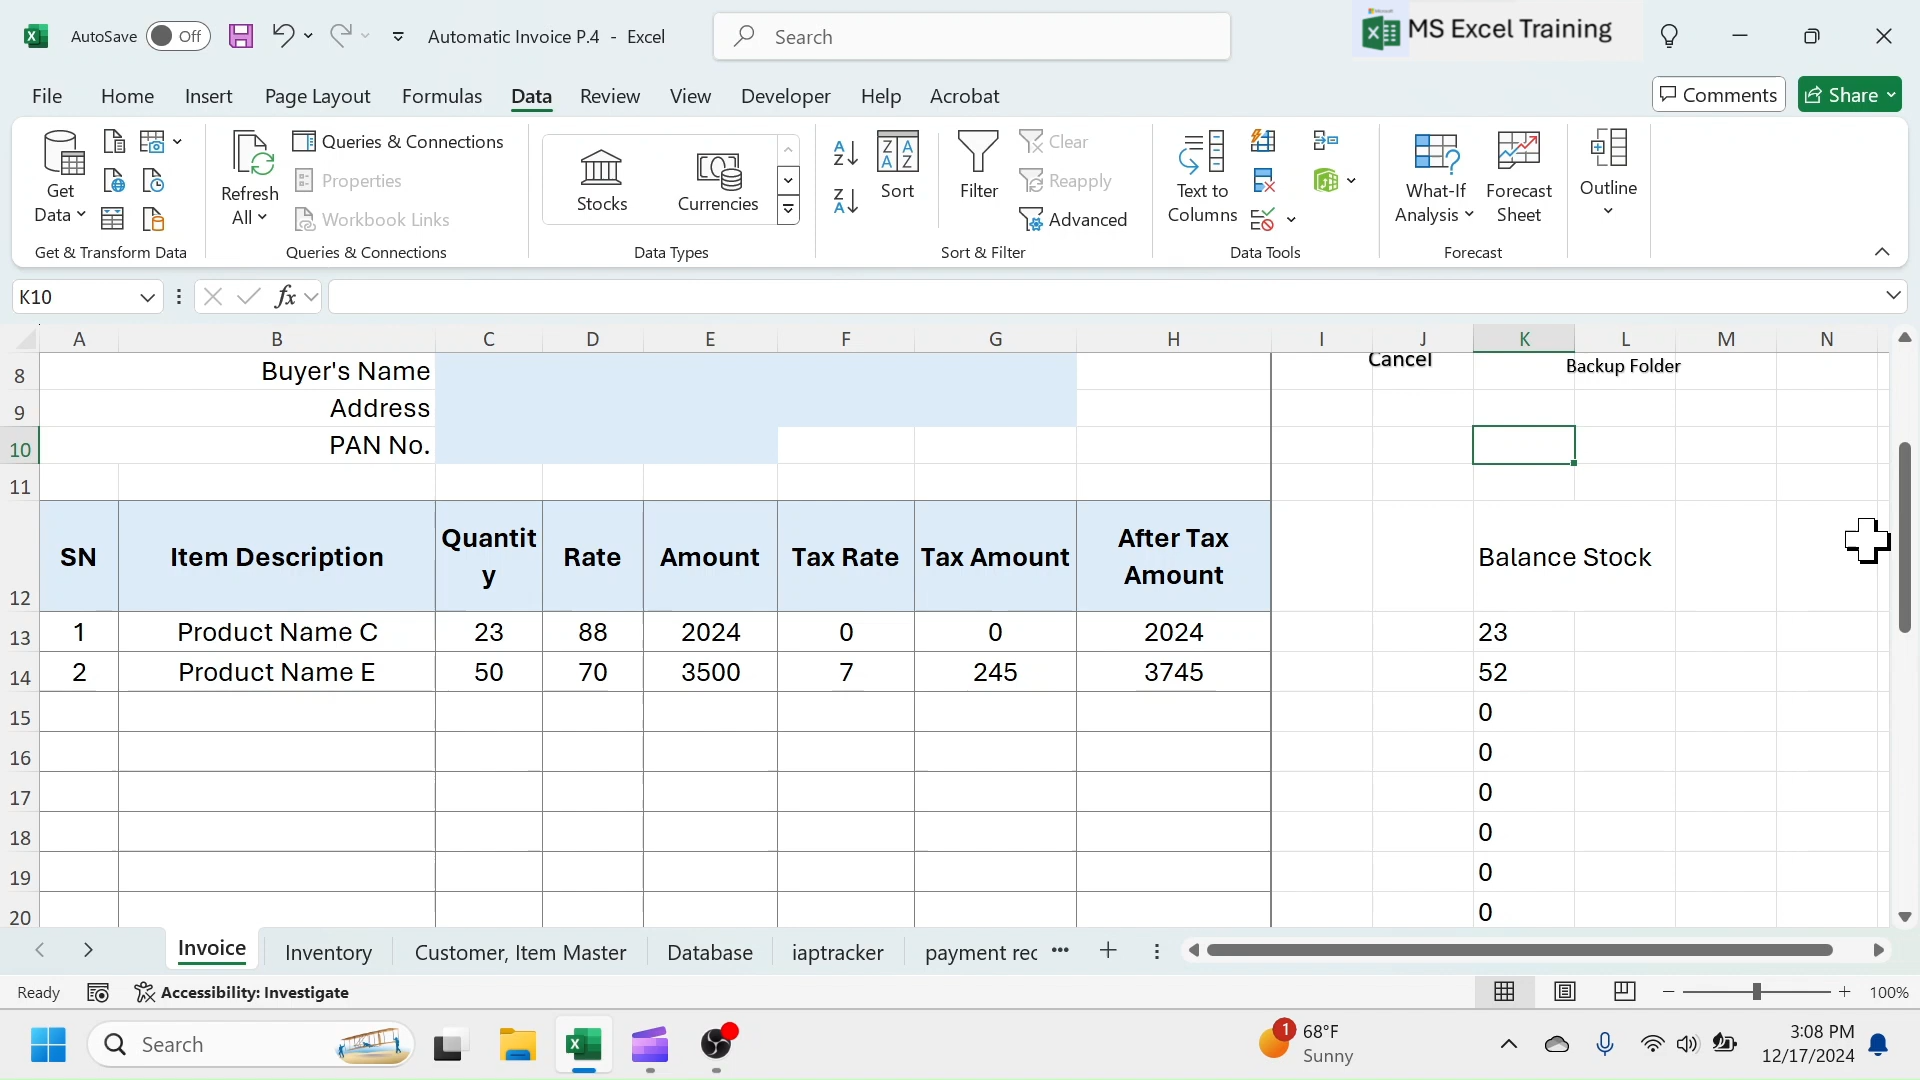 AutoSave Off Automatic Invoice P.4 - Excel Search MS Excel Training
File Home Insert Page Layout Formulas Data Review View Developer Help Acrobat Comments Share
Get Data
Refresh All
Queries & Connections
Properties
Workbook Links
Stocks Currencies
Sort
Filter
Clear
Reapply
Advanced
Text to Columns
What-If Analysis
Forecast Sheet
Outline
Get & Transform Data Queries & Connections Data Types Sort & Filter Data Tools Forecast
K10 fx
A B C D E F G H I J K L M N
8 Buyer's Name Cancel Backup Folder
9 Address
10 PAN No.
11
12 SN Item Description Quantity Rate Amount Tax Rate Tax Amount After Tax Amount Balance Stock
13 1 Product Name C 23 88 2024 0 0 2024 23
14 2 Product Name E 50 70 3500 7 245 3745 52
15 0
16 0
17 0
18 0
19 0
20 0
Invoice Inventory Customer, Item Master Database iaptracker payment rec
Ready Accessibility: Investigate 100%
Search 1 68°F 3:08 PM
Sunny 12/17/2024